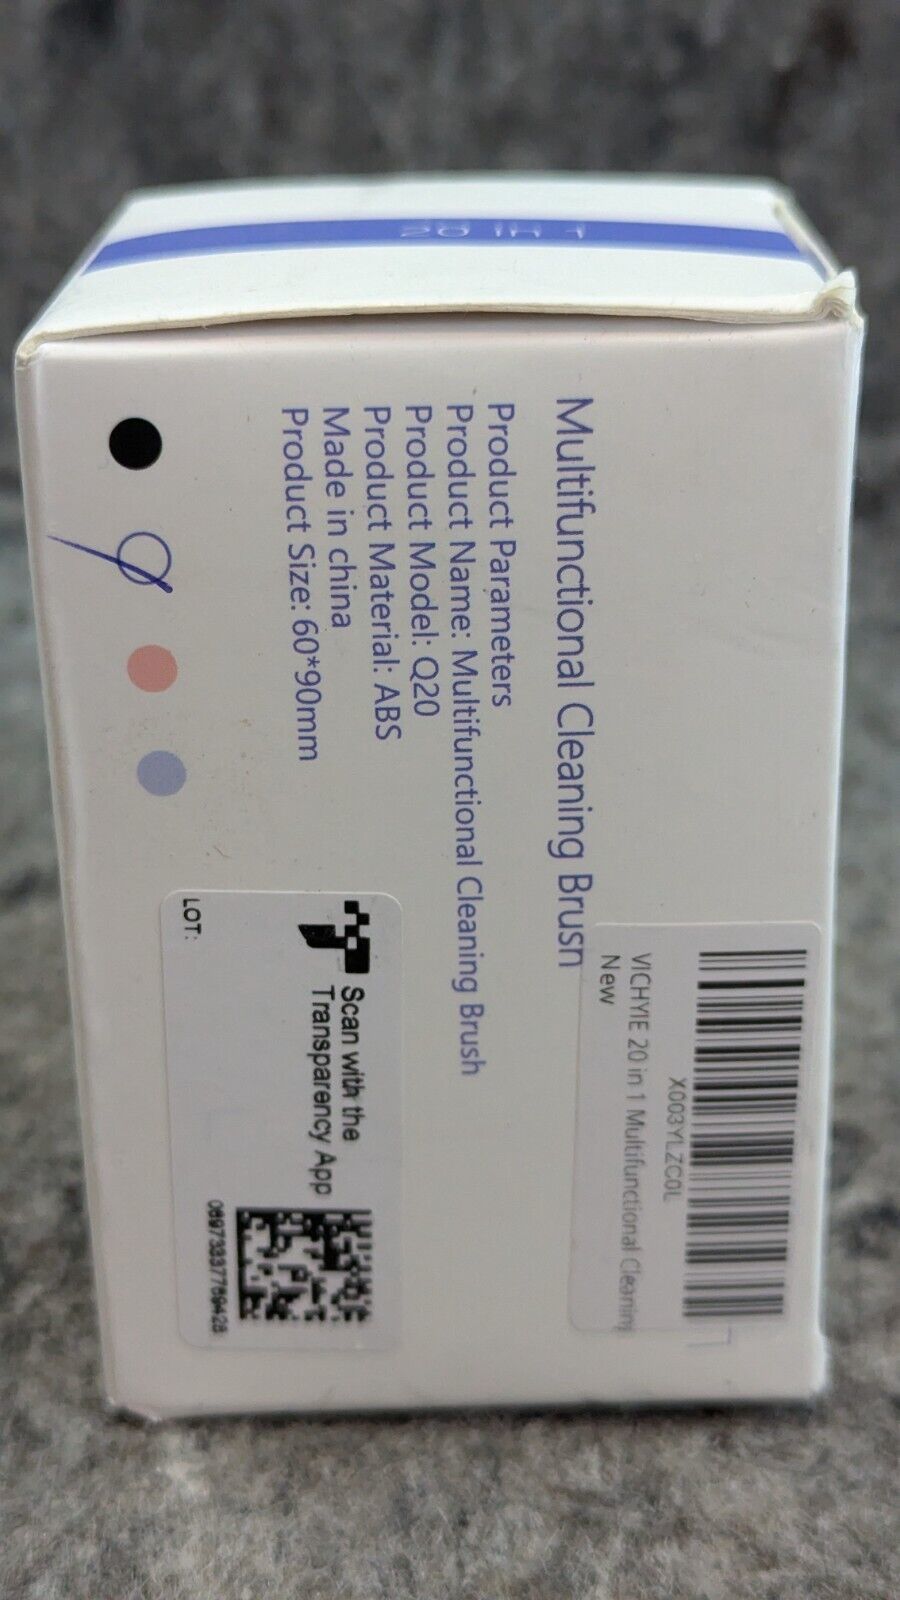 20 IN 1
Multifunctional Cleaning Brush
Product Parameters
Product Name: Multifunctional Cleaning Brush
Product Model: Q20
Product Material: ABS
Made in china
Product Size: 60*90mm
X003YLZC0L
VICHYIE 20 in 1 Multifunctional Cleaning
New
Scan with the
Transparency App
LOT: